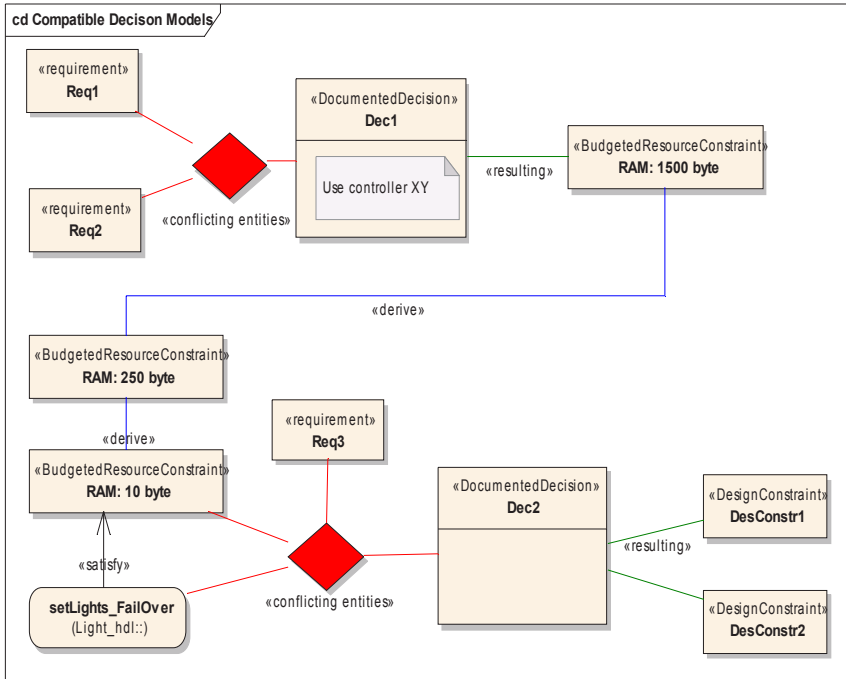 cd Compatible Decison Models
«requirement»
Req1
«requirement»
Req2
«conflicting entities»
«DocumentedDecision»
Dec1
Use controller XY
«resulting»
«BudgetedResourceConstraint»
RAM: 1500 byte
«derive»
«BudgetedResourceConstraint»
RAM: 250 byte
«derive»
«BudgetedResourceConstraint»
RAM: 10 byte
«satisfy»
setLights_FailOver
(Light_hdl::)
«requirement»
Req3
«conflicting entities»
«DocumentedDecision»
Dec2
«resulting»
«DesignConstraint»
DesConstr1
«DesignConstraint»
DesConstr2